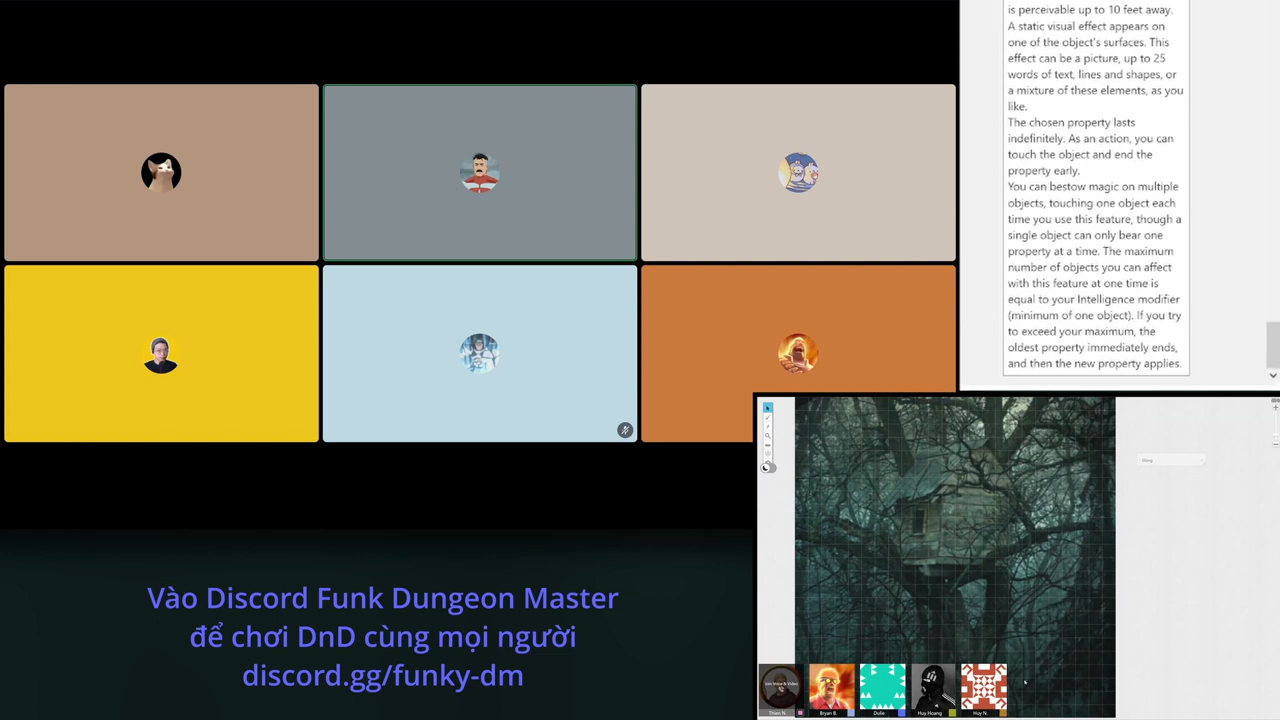 is perceivable up to 10 feet away.
A static visual effect appears on
one of the object's surfaces. This
effect can be a picture, up to 25
words of text, lines and shapes, or
a mixture of these elements, as you
like.
The chosen property lasts
indefinitely. As an action, you can
touch the object and end the
property early.
You can bestow magic on multiple
objects, touching one object each
time you use this feature, though a
single object can only bear one
property at a time. The maximum
number of objects you can affect
with this feature at one time is
equal to your Intelligence modifier
(minimum of one object). If you try
to exceed your maximum, the
oldest property immediately ends,
and then the new property applies.
Vào Discord Funk Dungeon Master
để chơi DnD cùng mọi người
discord.gg/funky-dm
Thien N.
Bryan B.
Dulie
Huy Hoang
Huy N.